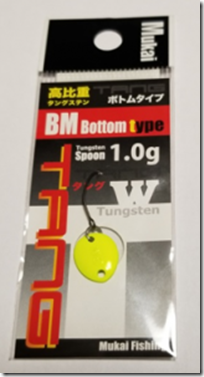 Mukai
TANG
高比重
タングステン
ボトムタイプ
BM Bottom type
Tungsten
Spoon 1.0g
TANG
タング
W
Tungsten
Mukai Fishing